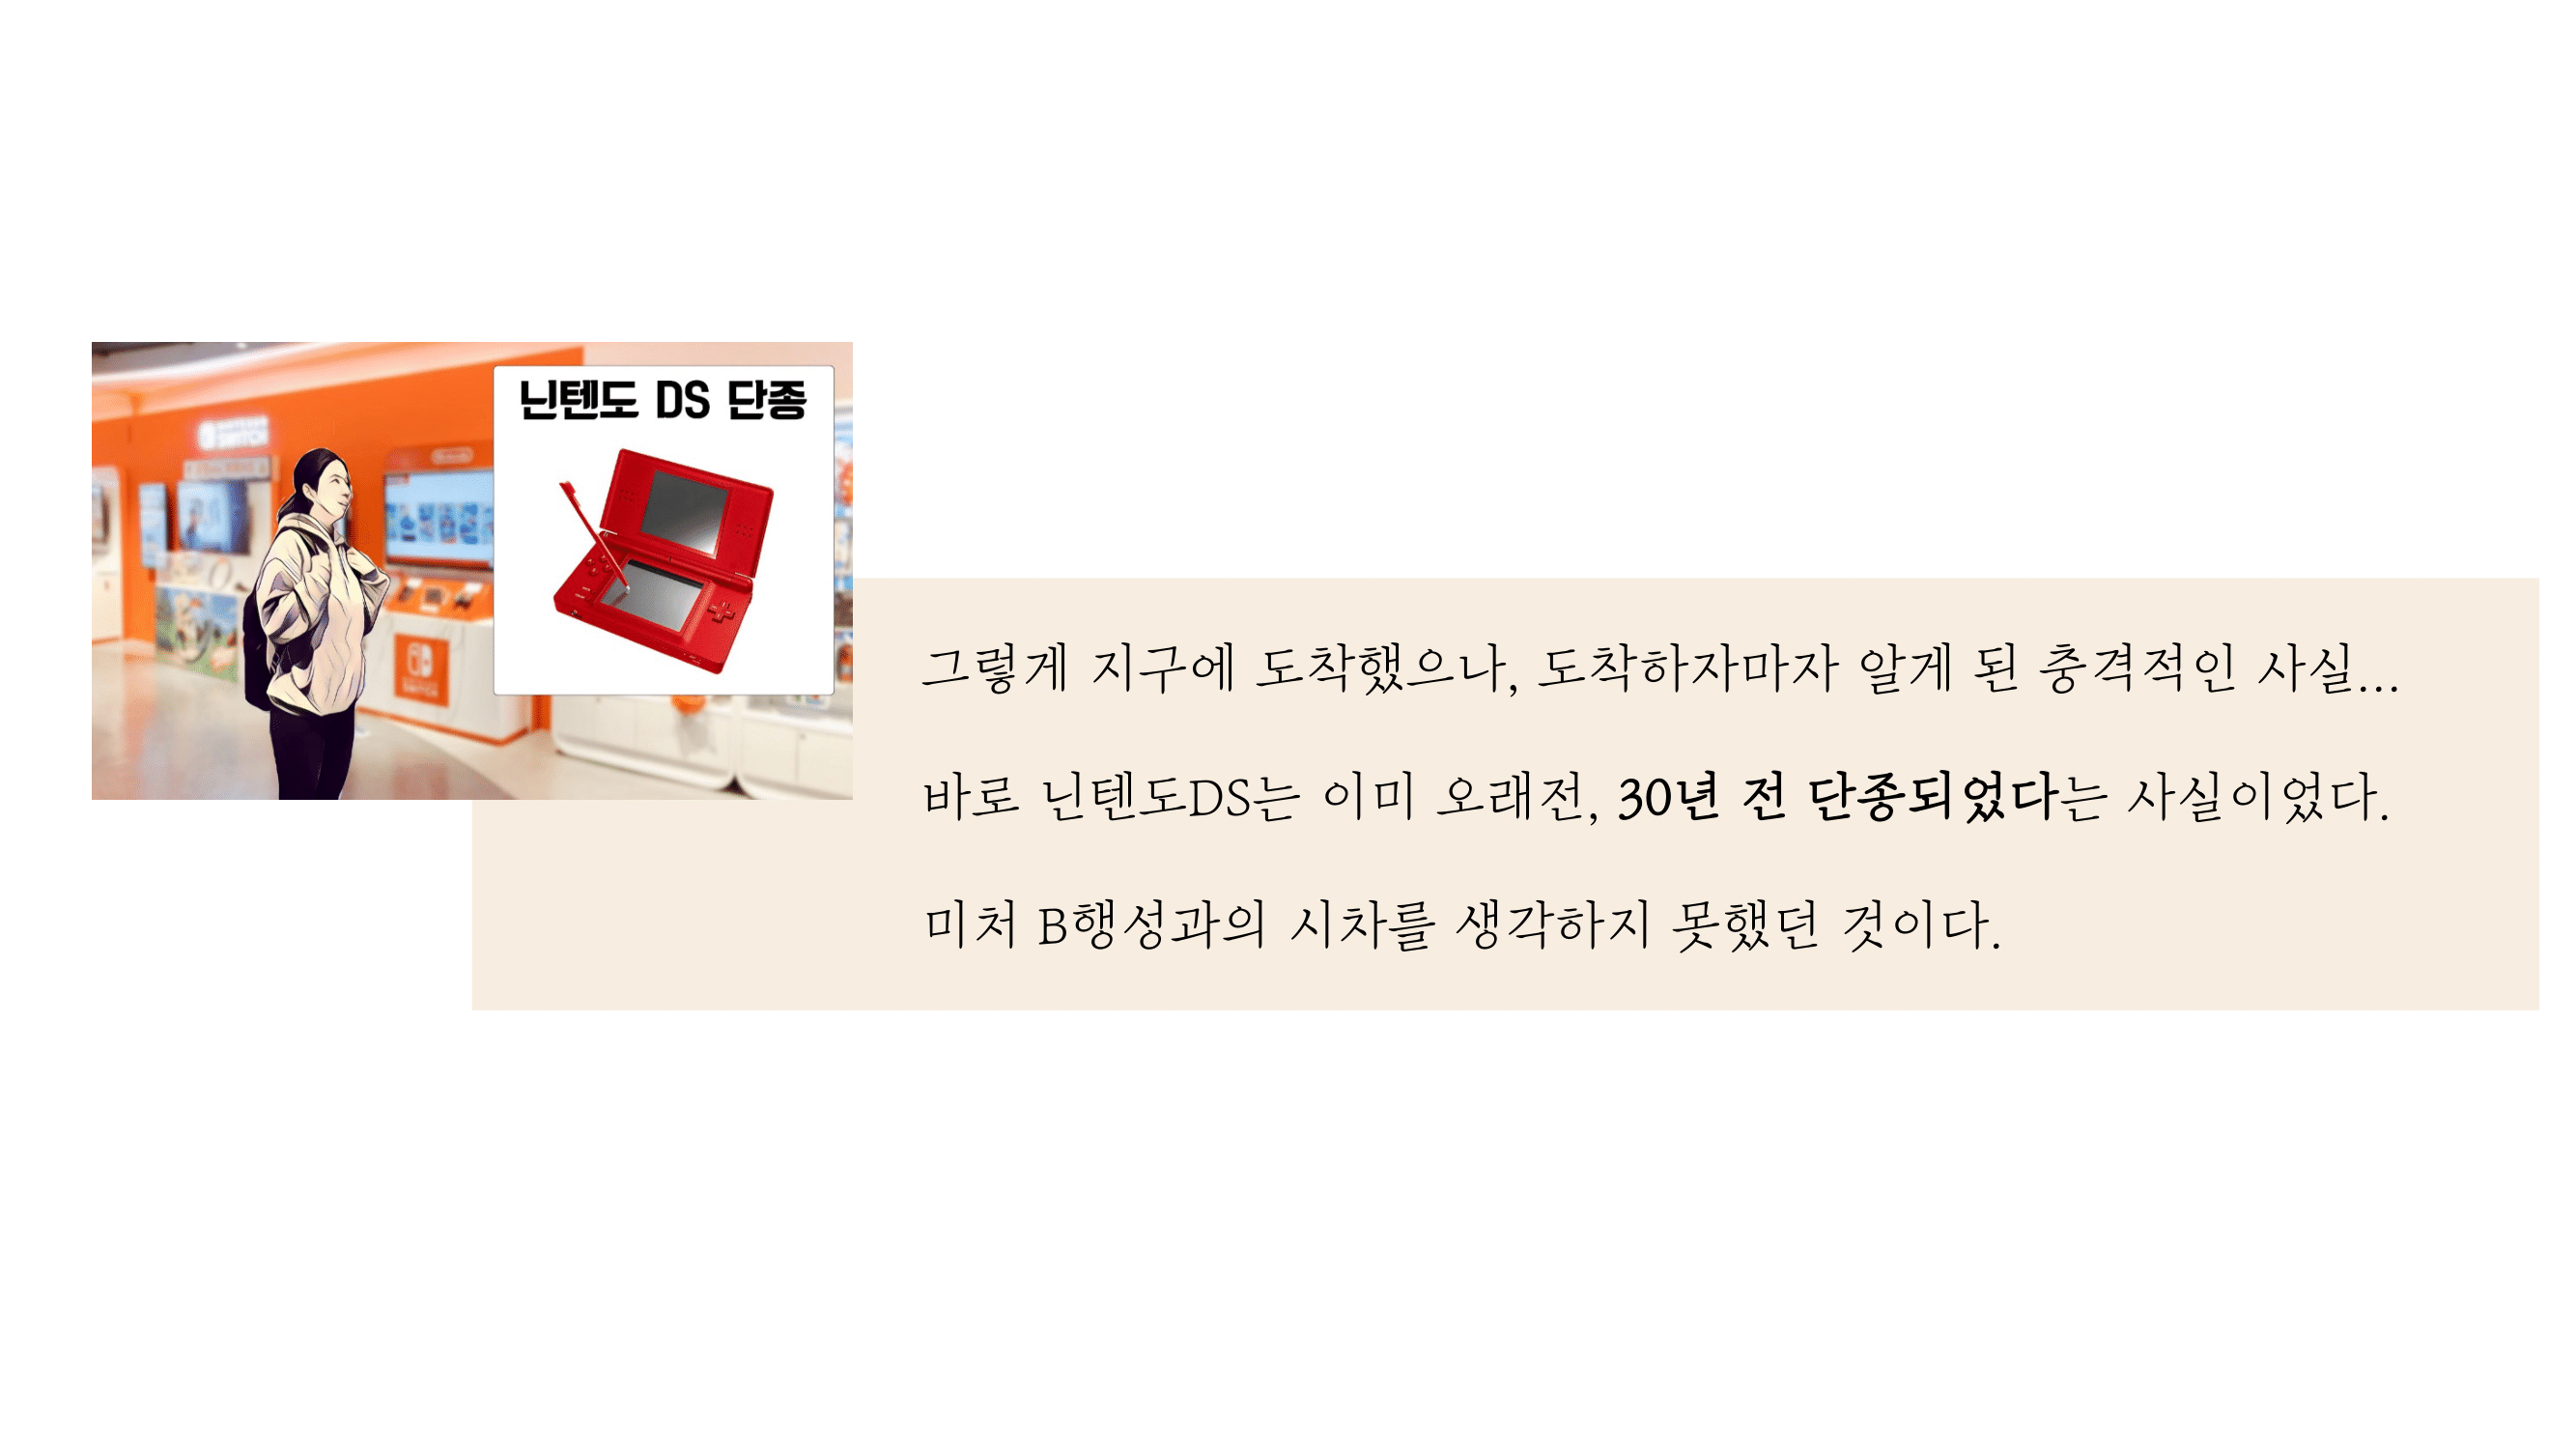 닌텐도 DS 단종
SWITCH
SWITCH
그렇게 지구에 도착했으나, 도착하자마자 알게 된 충격적인 사실...
바로 닌텐도DS는 이미 오래전, 30년 전 단종되었다는 사실이었다.
미처 B행성과의 시차를 생각하지 못했던 것이다.